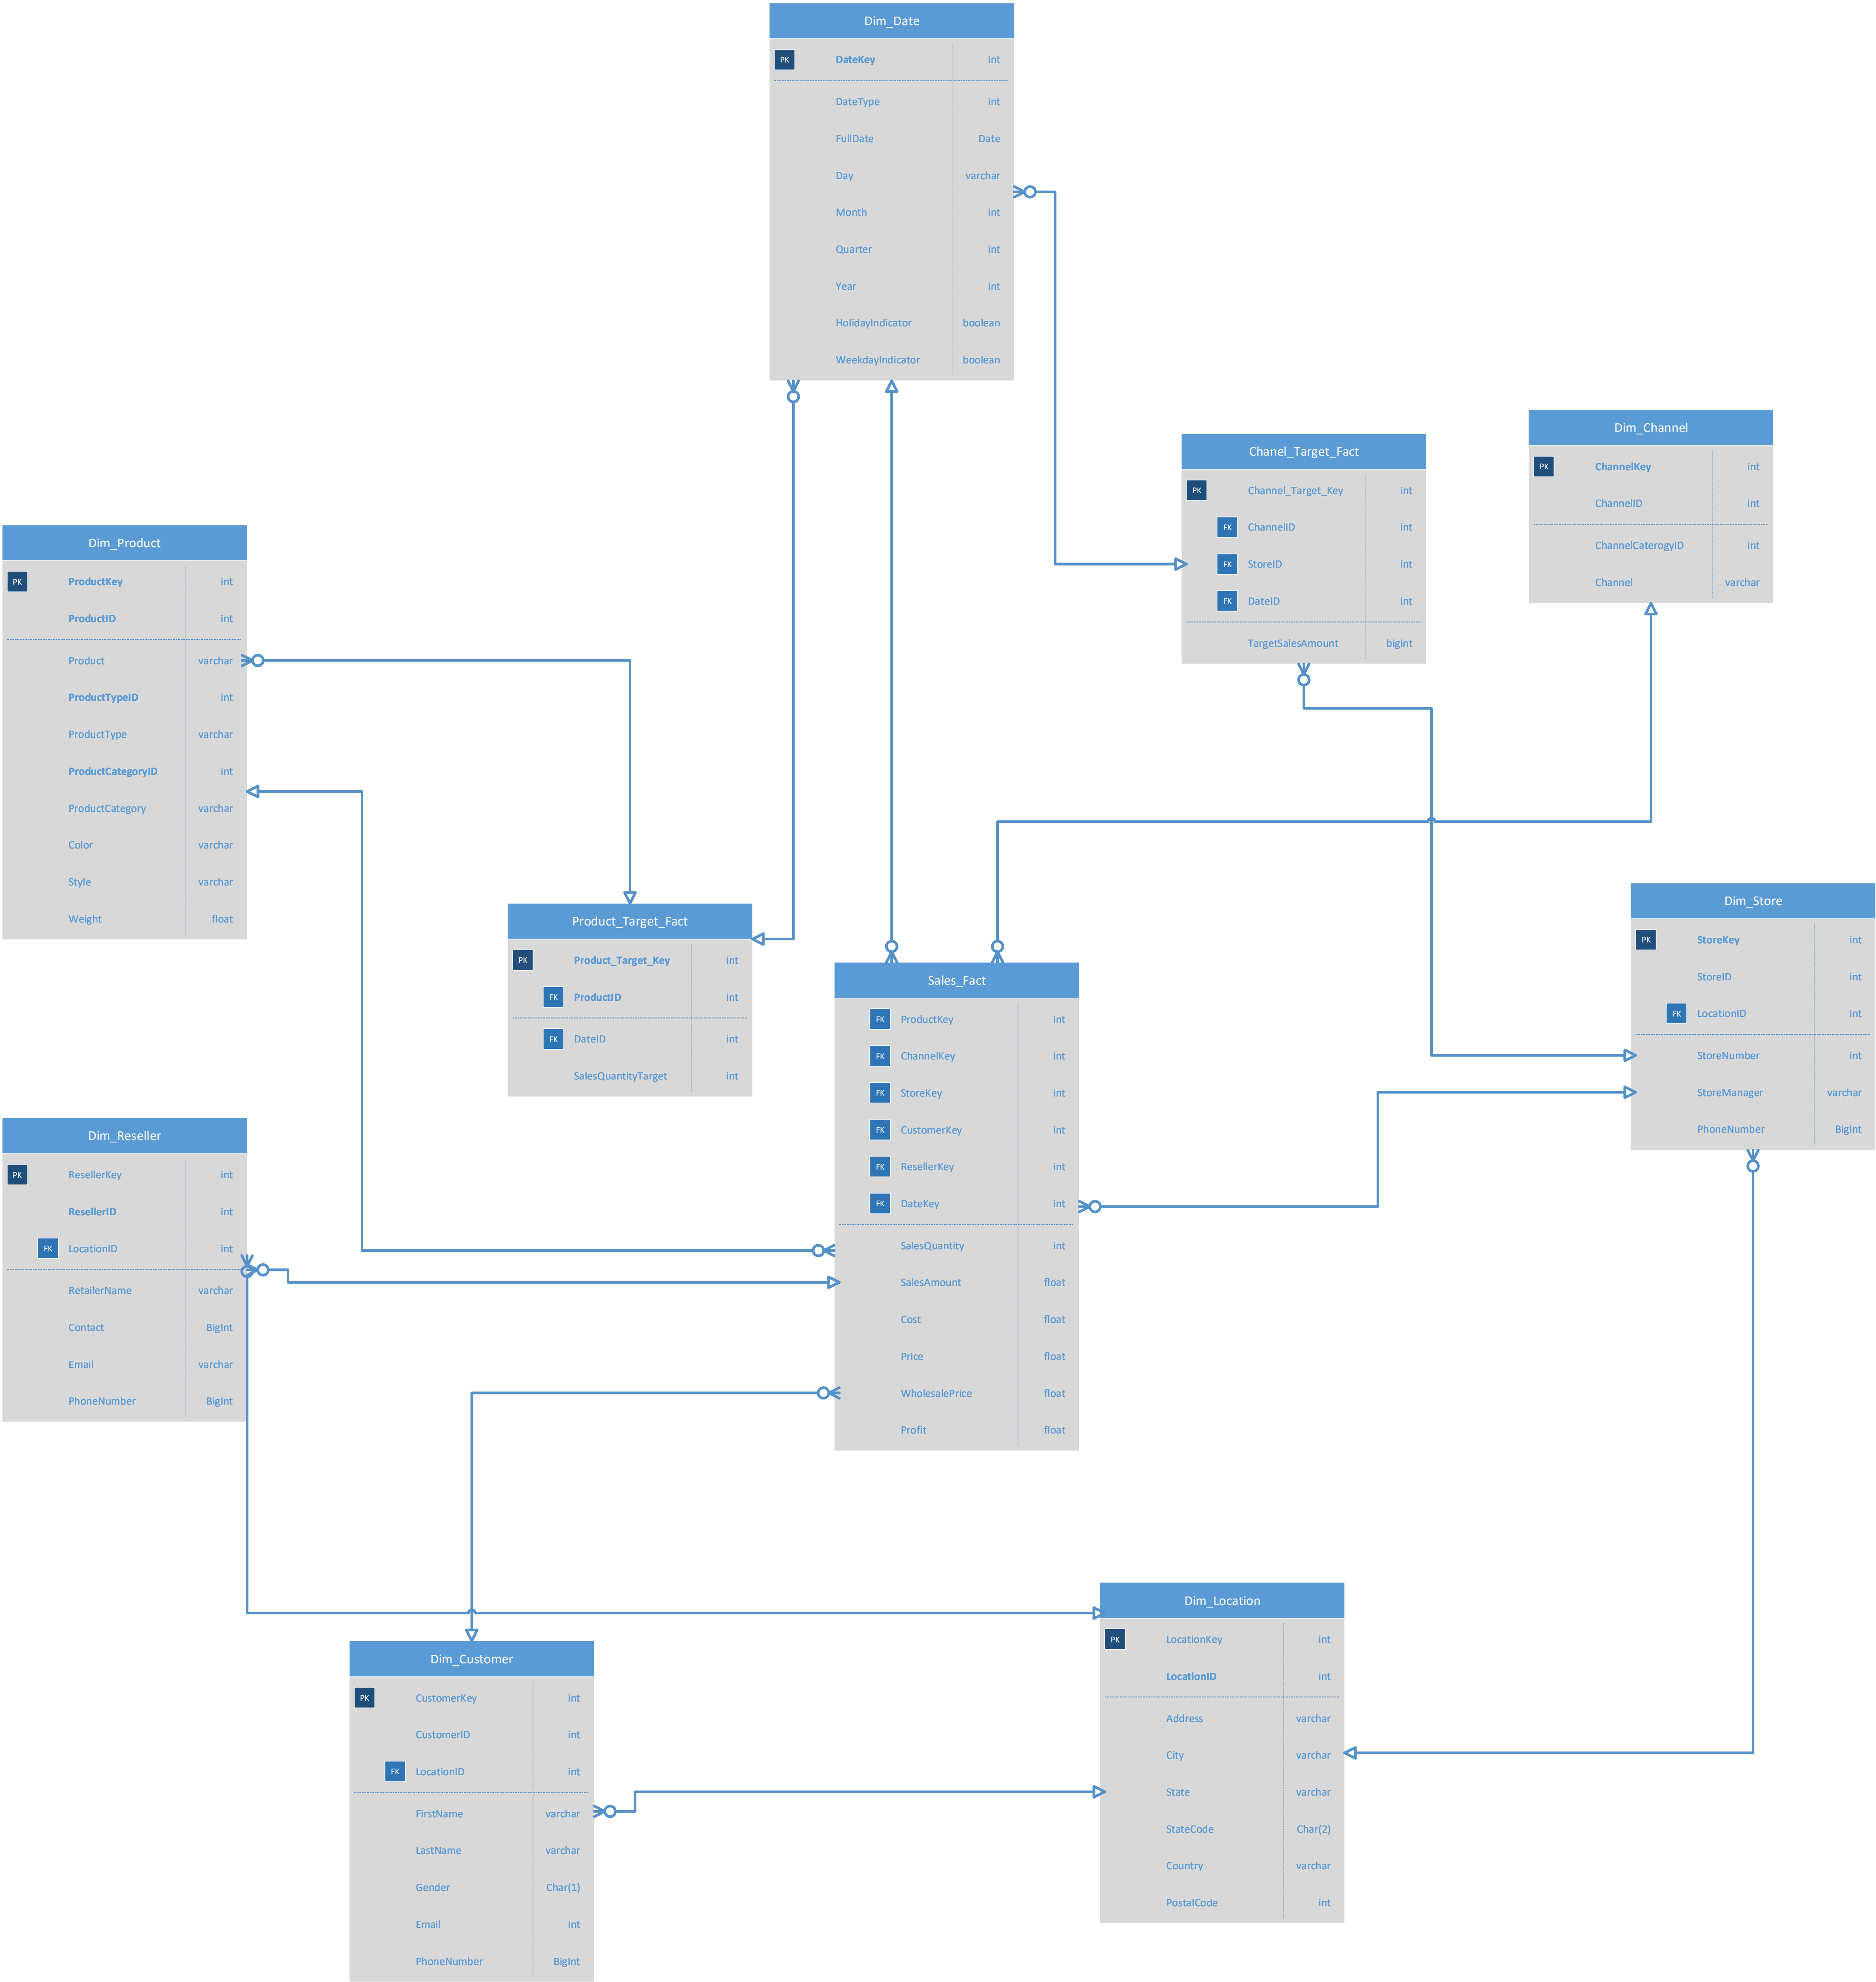 Dim_Date
PK DateKey int
DateType int
FullDate Date
Day varchar
Month int
Quarter int
Year int
HolidayIndicator boolean
WeekdayIndicator boolean
Chanel_Target_Fact
PK Channel_Target_Key int
FK ChannelID int
FK StoreID int
FK DateID int
TargetSalesAmount bigint
Dim_Channel
PK ChannelKey int
ChannelID int
ChannelCaterogyID int
Channel varchar
Dim_Product
PK ProductKey int
ProductID int
Product varchar
ProductTypeID int
ProductType varchar
ProductCategoryID int
ProductCategory varchar
Color varchar
Style varchar
Weight float
Product_Target_Fact
PK Product_Target_Key int
FK ProductID int
FK DateID int
SalesQuantityTarget int
Sales_Fact
FK ProductKey int
FK ChannelKey int
FK StoreKey int
FK CustomerKey int
FK ResellerKey int
FK DateKey int
SalesQuantity int
SalesAmount float
Cost float
Price float
WholesalePrice float
Profit float
Dim_Store
PK StoreKey int
StoreID int
FK LocationID int
StoreNumber int
StoreManager varchar
PhoneNumber BigInt
Dim_Reseller
PK ResellerKey int
ResellerID int
FK LocationID int
RetailerName varchar
Contact BigInt
Email varchar
PhoneNumber BigInt
Dim_Customer
PK CustomerKey int
CustomerID int
FK LocationID int
FirstName varchar
LastName varchar
Gender Char(1)
Email int
PhoneNumber BigInt
Dim_Location
PK LocationKey int
LocationID int
Address varchar
City varchar
State varchar
StateCode Char(2)
Country varchar
PostalCode int